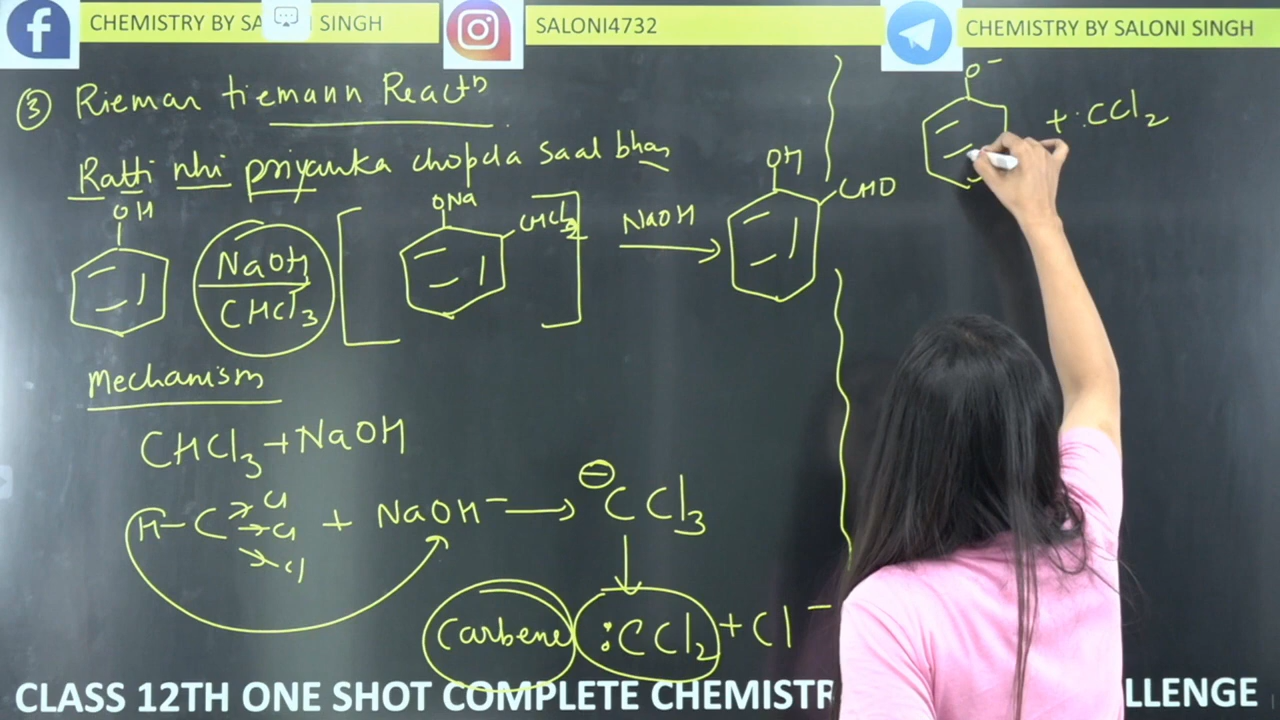 CHEMISTRY BY SA SINGH
SALONI4732
CHEMISTRY BY SALONI SINGH
③ Riemar tiemann Reactn
Ratti nhi priyanka chopda saal bhar
OH
NaOH
CHCl3
ONa
CHCl2
NaOH
OH
CHO
O-
+ :CCl2
Mechanism
CHCl3+NaOH
H-C Cl Cl Cl + NaOH- → ⊖CCl3
Carbene :CCl2 + Cl-
CLASS 12TH ONE SHOT COMPLETE CHEMISTR LLENGE